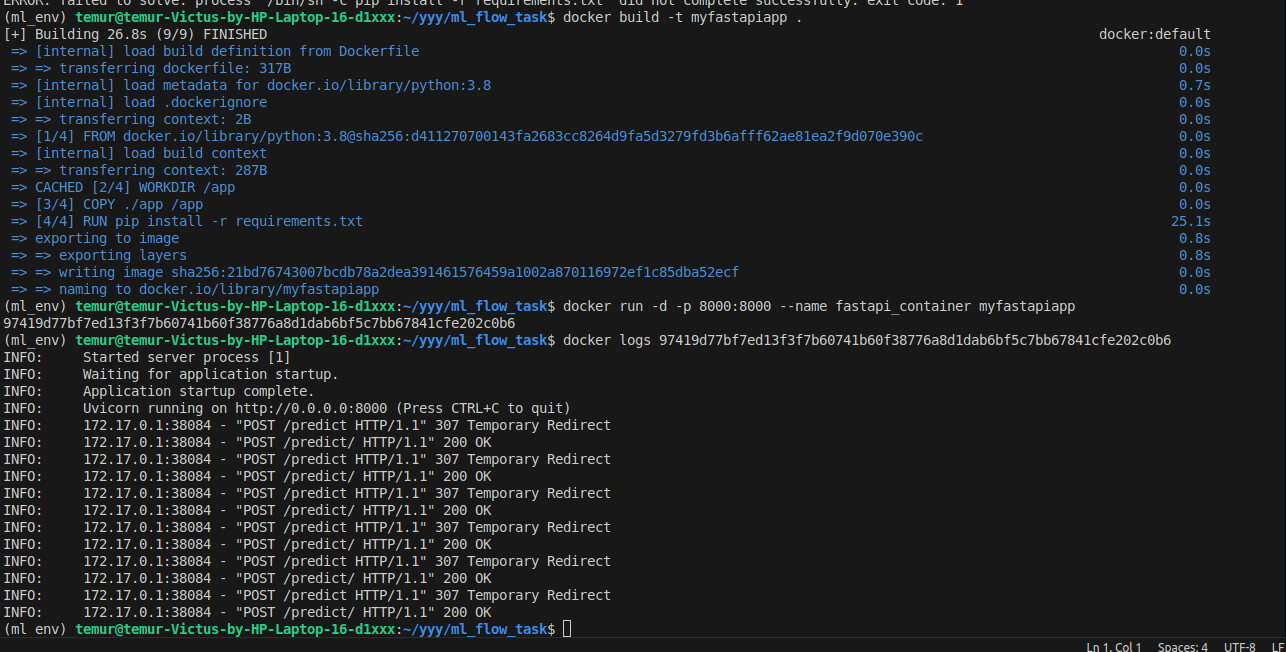 ERROR: failed to solve: process "/bin/sh -c pip install -r requirements.txt" did not complete successfully: exit code: 1
(ml_env) temur@temur-Victus-by-HP-Laptop-16-d1xxx:~/yyy/ml_flow_task$ docker build -t myfastapiapp .
[+] Building 26.8s (9/9) FINISHED docker:default
=> [internal] load build definition from Dockerfile 0.0s
=> => transferring dockerfile: 317B 0.0s
=> [internal] load metadata for docker.io/library/python:3.8 0.7s
=> [internal] load .dockerignore 0.0s
=> => transferring context: 2B 0.0s
=> [1/4] FROM docker.io/library/python:3.8@sha256:d411270700143fa2683cc8264d9fa5d3279fd3b6afff62ae81ea2f9d070e390c 0.0s
=> [internal] load build context 0.0s
=> => transferring context: 287B 0.0s
=> CACHED [2/4] WORKDIR /app 0.0s
=> [3/4] COPY ./app /app 0.0s
=> [4/4] RUN pip install -r requirements.txt 25.1s
=> exporting to image 0.8s
=> => exporting layers 0.8s
=> => writing image sha256:21bd76743007bcdb78a2dea391461576459a1002a870116972ef1c85dba52ecf 0.0s
=> => naming to docker.io/library/myfastapiapp 0.0s
(ml_env) temur@temur-Victus-by-HP-Laptop-16-d1xxx:~/yyy/ml_flow_task$ docker run -d -p 8000:8000 --name fastapi_container myfastapiapp
97419d77bf7ed13f3f7b60741b60f38776a8d1dab6bf5c7bb67841cfe202c0b6
(ml_env) temur@temur-Victus-by-HP-Laptop-16-d1xxx:~/yyy/ml_flow_task$ docker logs 97419d77bf7ed13f3f7b60741b60f38776a8d1dab6bf5c7bb67841cfe202c0b6
INFO: Started server process [1]
INFO: Waiting for application startup.
INFO: Application startup complete.
INFO: Uvicorn running on http://0.0.0.0:8000 (Press CTRL+C to quit)
INFO: 172.17.0.1:38084 - "POST /predict HTTP/1.1" 307 Temporary Redirect
INFO: 172.17.0.1:38084 - "POST /predict/ HTTP/1.1" 200 OK
INFO: 172.17.0.1:38084 - "POST /predict HTTP/1.1" 307 Temporary Redirect
INFO: 172.17.0.1:38084 - "POST /predict/ HTTP/1.1" 200 OK
INFO: 172.17.0.1:38084 - "POST /predict HTTP/1.1" 307 Temporary Redirect
INFO: 172.17.0.1:38084 - "POST /predict/ HTTP/1.1" 200 OK
INFO: 172.17.0.1:38084 - "POST /predict HTTP/1.1" 307 Temporary Redirect
INFO: 172.17.0.1:38084 - "POST /predict/ HTTP/1.1" 200 OK
INFO: 172.17.0.1:38084 - "POST /predict HTTP/1.1" 307 Temporary Redirect
INFO: 172.17.0.1:38084 - "POST /predict/ HTTP/1.1" 200 OK
INFO: 172.17.0.1:38084 - "POST /predict HTTP/1.1" 307 Temporary Redirect
INFO: 172.17.0.1:38084 - "POST /predict/ HTTP/1.1" 200 OK
(ml_env) temur@temur-Victus-by-HP-Laptop-16-d1xxx:~/yyy/ml_flow_task$
Ln 1, Col 1 Spaces: 4 UTF-8 LF